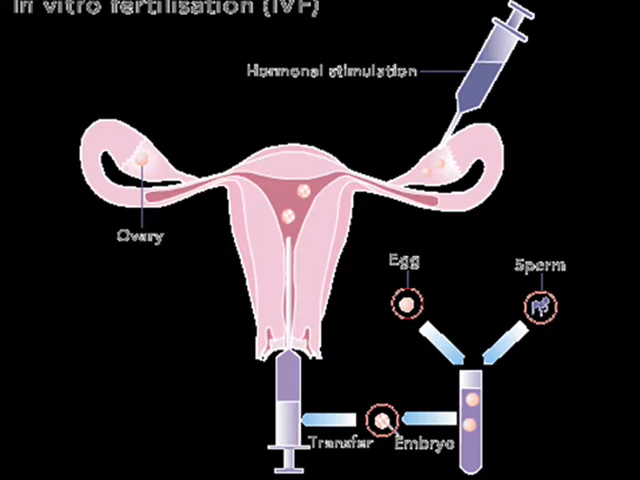 In vitro fertilisation (IVF)
Hormonal stimulation
Ovary
Egg
Sperm
Transfer
Embryo